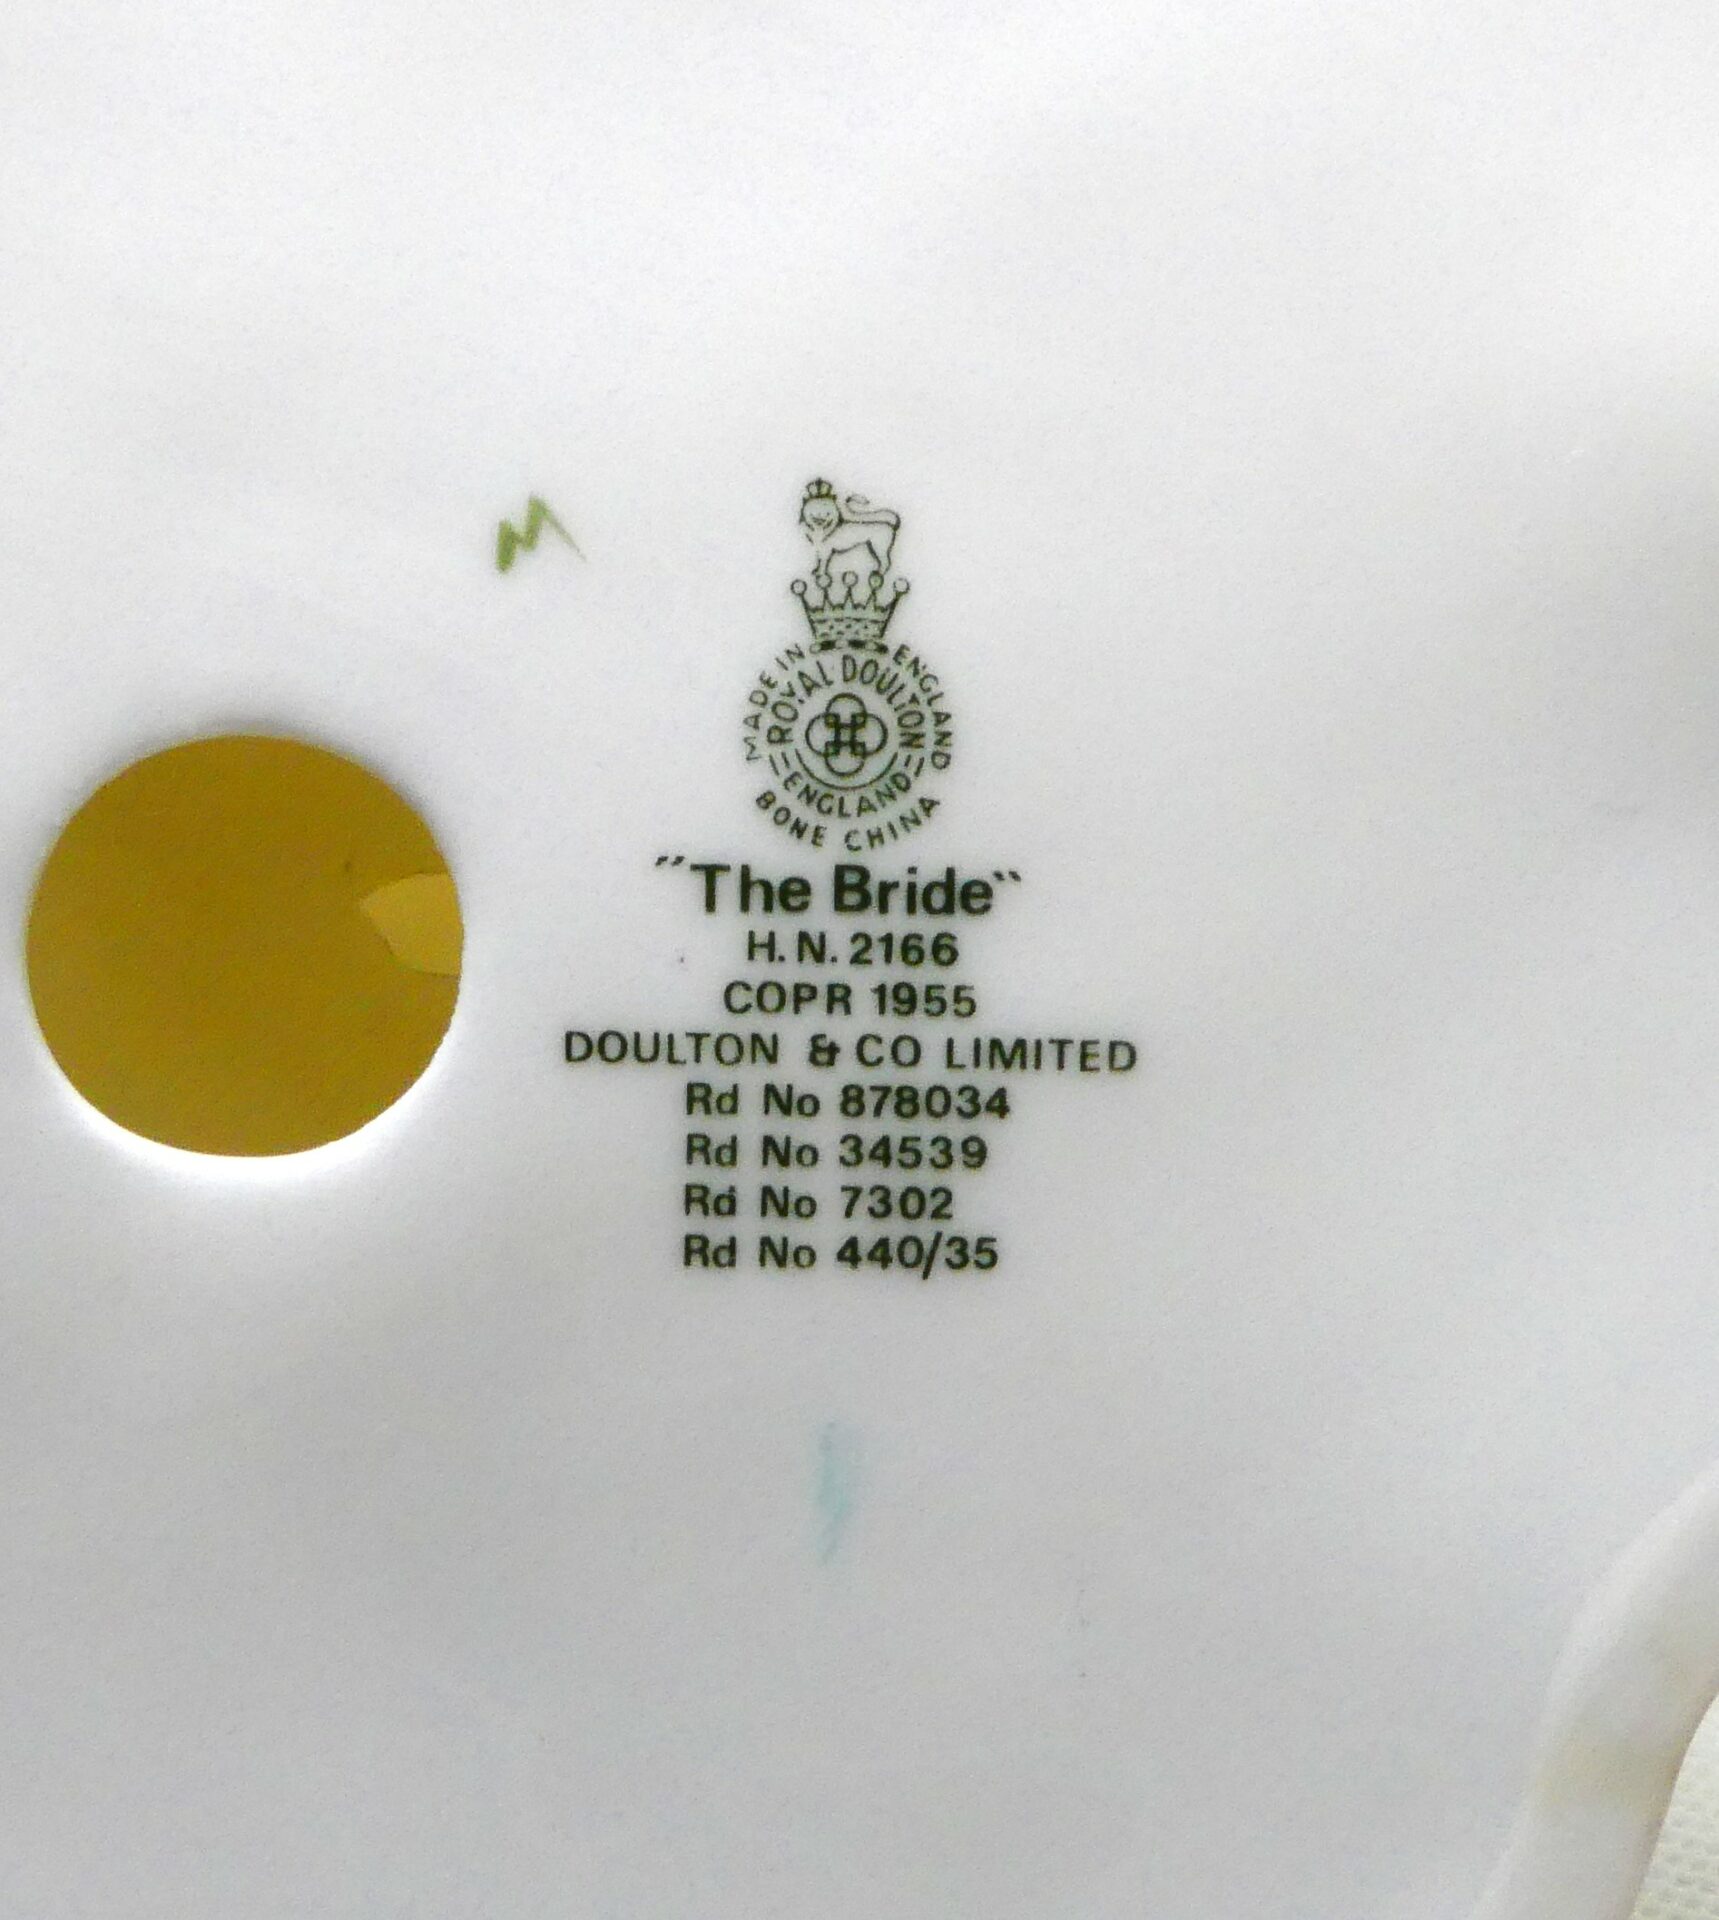 M
MADE IN ENGLAND
ROYAL DOULTON
ENGLAND
BONE CHINA
"The Bride"
H.N. 2166
COPR 1955
DOULTON & CO LIMITED
Rd No 878034
Rd No 34539
Rd No 7302
Rd No 440/35